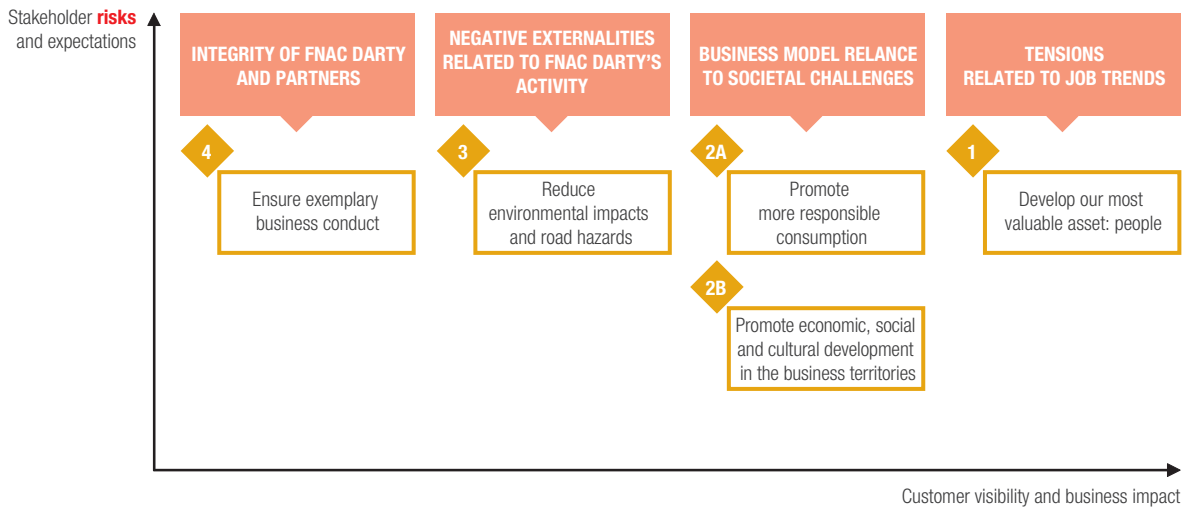 Stakeholder risks
and expectations
INTEGRITY OF FNAC DARTY
AND PARTNERS
4
Ensure exemplary
business conduct
NEGATIVE EXTERNALITIES
RELATED TO FNAC DARTY'S
ACTIVITY
3
Reduce
environmental impacts
and road hazards
BUSINESS MODEL RELANCE
TO SOCIETAL CHALLENGES
2A
Promote
more responsible
consumption
2B
Promote economic, social
and cultural development
in the business territories
TENSIONS
RELATED TO JOB TRENDS
1
Develop our most
valuable asset: people
Customer visibility and business impact